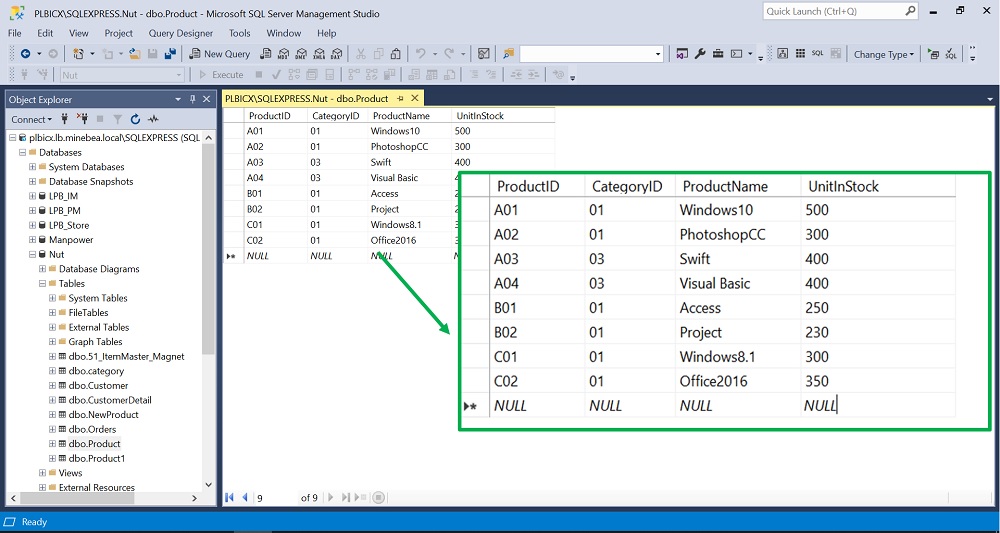 PLBICX\SQLEXPRESS.Nut - dbo.Product - Microsoft SQL Server Management Studio
Quick Launch (Ctrl+Q)
File Edit View Project Query Designer Tools Window Help
New Query MDX DMX XMLA DAX SQL Change Type SQL
Nut Execute
Object Explorer
Connect
plbicx.lb.minebea.local\SQLEXPRESS (SQL
Databases
System Databases
Database Snapshots
LPB_IM
LPB_PM
LPB_Store
Manpower
Nut
Database Diagrams
Tables
System Tables
FileTables
External Tables
Graph Tables
dbo.51_ItemMaster_Magnet
dbo.category
dbo.Customer
dbo.CustomerDetail
dbo.NewProduct
dbo.Orders
dbo.Product
dbo.Product1
Views
External Resources
PLBICX\SQLEXPRESS.Nut - dbo.Product
ProductID CategoryID ProductName UnitInStock
A01 01 Windows10 500
A02 01 PhotoshopCC 300
A03 03 Swift 400
A04 03 Visual Basic
B01 01 Access
B02 01 Project
C01 01 Windows8.1
C02 01 Office2016
NULL NULL NULL
ProductID CategoryID ProductName UnitInStock
A01 01 Windows10 500
A02 01 PhotoshopCC 300
A03 03 Swift 400
A04 03 Visual Basic 400
B01 01 Access 250
B02 01 Project 230
C01 01 Windows8.1 300
C02 01 Office2016 350
NULL NULL NULL NULL
9 of 9
Ready